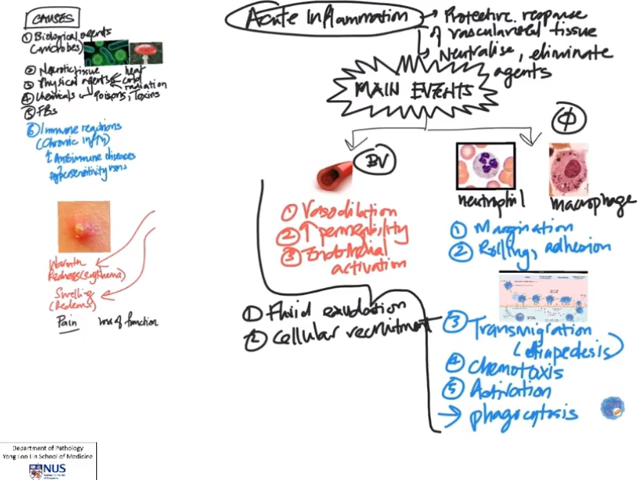 CAUSES
① Biological agents
(microbes)
② Necrotic tissue
③ Physical agents
heat
cold
radiation
④ Chemicals → Poisons, Toxins
⑤ FBs
⑥ Immune reactions
(Chronic infm)
Autoimmune diseases
Hypersensitivity rxns
Warmth
Redness (erythema)
Swelling
(Oedema)
Pain
loss of function
Acute Inflammation
→ Protective response
of vascularized tissue
→ Neutralise, eliminate
agents
MAIN EVENTS
BV
① Vasodilation
② ↑ permeability
③ Endothelial
activation
① Fluid exudation
② Cellular recruitment
neutrophil
macrophage
① Margination
② Rolling, adhesion
③ Transmigration
(diapedesis)
④ Chemotaxis
⑤ Activation
→ phagocytosis
Department of Pathology
Yong Loo Lin School of Medicine
NUS